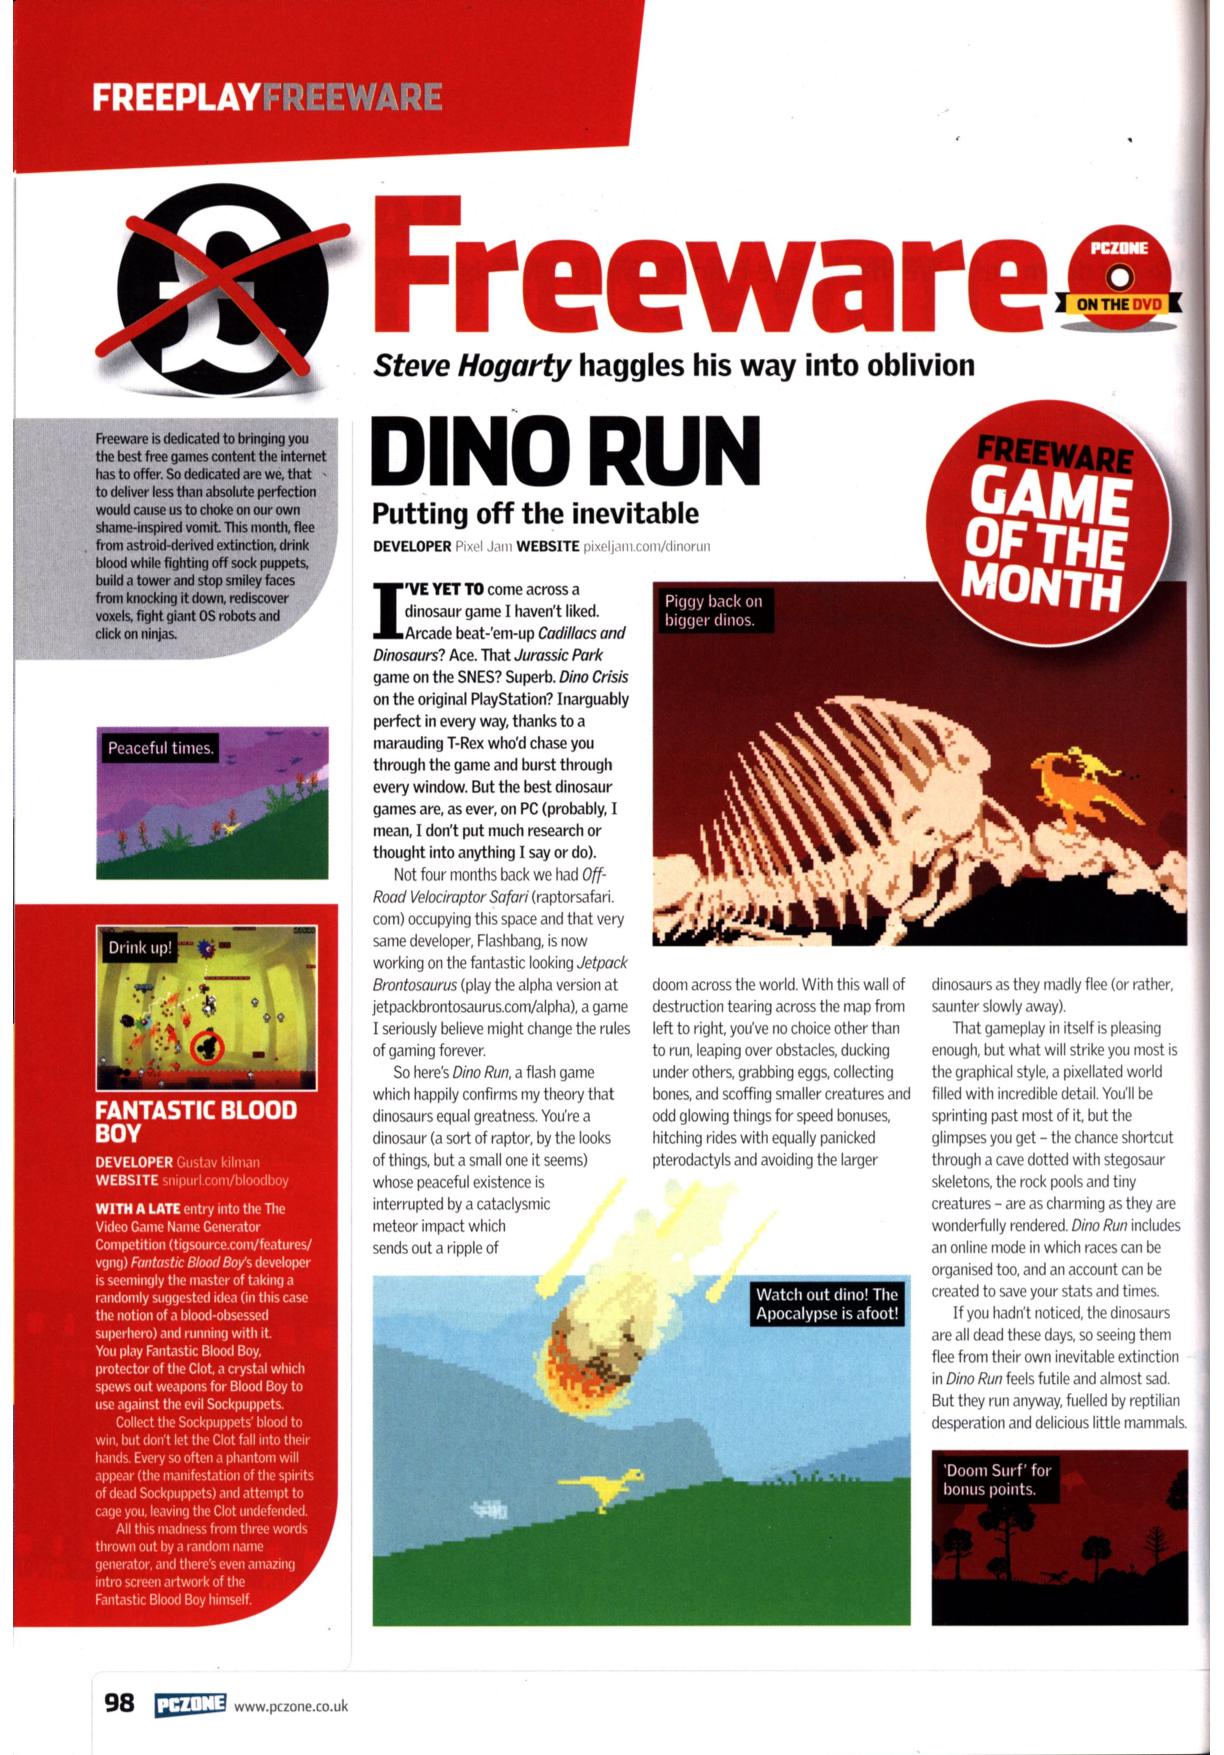 FREEPLAYFREEWARE
£
Freeware
PCZONE
ON THE DVD
Steve Hogarty haggles his way into oblivion
Freeware is dedicated to bringing you
the best free games content the internet
has to offer. So dedicated are we, that
to deliver less than absolute perfection
would cause us to choke on our own
shame-inspired vomit. This month, flee
from astroid-derived extinction, drink
blood while fighting off sock puppets,
build a tower and stop smiley faces
from knocking it down, rediscover
voxels, fight giant OS robots and
click on ninjas.
Peaceful times.
Drink up!
FANTASTIC BLOOD
BOY
DEVELOPER Gustav kilman
WEBSITE snipurl.com/bloodboy
WITH A LATE entry into the The
Video Game Name Generator
Competition (tigsource.com/features/
vgng) Fantastic Blood Boy's developer
is seemingly the master of taking a
randomly suggested idea (in this case
the notion of a blood-obsessed
superhero) and running with it.
You play Fantastic Blood Boy,
protector of the Clot, a crystal which
spews out weapons for Blood Boy to
use against the evil Sockpuppets.
Collect the Sockpuppets' blood to
win, but don't let the Clot fall into their
hands. Every so often a phantom will
appear (the manifestation of the spirits
of dead Sockpuppets) and attempt to
cage you, leaving the Clot undefended.
All this madness from three words
thrown out by a random name
generator, and there's even amazing
intro screen artwork of the
Fantastic Blood Boy himself.
DINO RUN
Putting off the inevitable
DEVELOPER Pixel Jam WEBSITE pixeljam.com/dinorun
FREEWARE
GAME
OF THE
MONTH
I'VE YET TO come across a
dinosaur game I haven't liked.
Arcade beat-'em-up Cadillacs and
Dinosaurs? Ace. That Jurassic Park
game on the SNES? Superb. Dino Crisis
on the original PlayStation? Inarguably
perfect in every way, thanks to a
marauding T-Rex who'd chase you
through the game and burst through
every window. But the best dinosaur
games are, as ever, on PC (probably, I
mean, I don't put much research or
thought into anything I say or do).
Not four months back we had Off-
Road Velociraptor Safari (raptorsafari.
com) occupying this space and that very
same developer, Flashbang, is now
working on the fantastic looking Jetpack
Brontosaurus (play the alpha version at
jetpackbrontosaurus.com/alpha), a game
I seriously believe might change the rules
of gaming forever.
So here's Dino Run, a flash game
which happily confirms my theory that
dinosaurs equal greatness. You're a
dinosaur (a sort of raptor, by the looks
of things, but a small one it seems)
whose peaceful existence is
interrupted by a cataclysmic
meteor impact which
sends out a ripple of
Piggy back on
bigger dinos.
doom across the world. With this wall of
destruction tearing across the map from
left to right, you've no choice other than
to run, leaping over obstacles, ducking
under others, grabbing eggs, collecting
bones, and scoffing smaller creatures and
odd glowing things for speed bonuses,
hitching rides with equally panicked
pterodactyls and avoiding the larger
Watch out dino! The
Apocalypse is afoot!
dinosaurs as they madly flee (or rather,
saunter slowly away).
That gameplay in itself is pleasing
enough, but what will strike you most is
the graphical style, a pixellated world
filled with incredible detail. You'll be
sprinting past most of it, but the
glimpses you get – the chance shortcut
through a cave dotted with stegosaur
skeletons, the rock pools and tiny
creatures – are as charming as they are
wonderfully rendered. Dino Run includes
an online mode in which races can be
organised too, and an account can be
created to save your stats and times.
If you hadn't noticed, the dinosaurs
are all dead these days, so seeing them
flee from their own inevitable extinction
in Dino Run feels futile and almost sad.
But they run anyway, fuelled by reptilian
desperation and delicious little mammals.
'Doom Surf' for
bonus points.
98 PCZONE www.pczone.co.uk